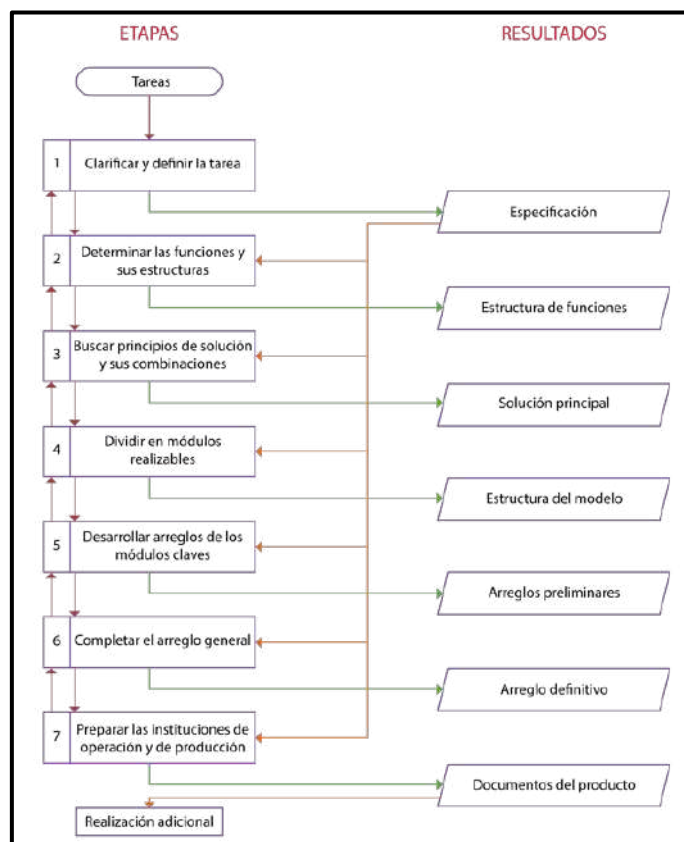 ETAPAS
RESULTADOS
Tareas
1
Clarificar y definir la tarea
Especificación
2
Determinar las funciones y
sus estructuras
Estructura de funciones
3
Buscar principios de solución
y sus combinaciones
Solución principal
4
Dividir en módulos
realizables
Estructura del modelo
5
Desarrollar arreglos de los
módulos claves
Arreglos preliminares
6
Completar el arreglo general
Arreglo definitivo
7
Preparar las instituciones de
operación y de producción
Documentos del producto
Realización adicional